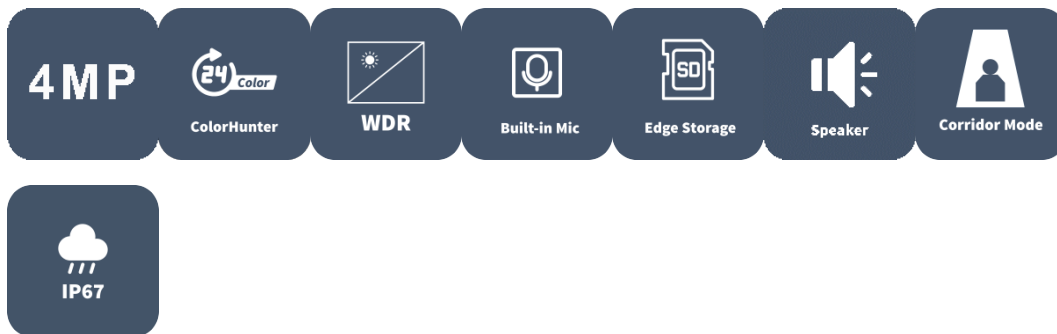 4MP
24 Color
ColorHunter
WDR
Built-in Mic
SD
Edge Storage
Speaker
Corridor Mode
IP67